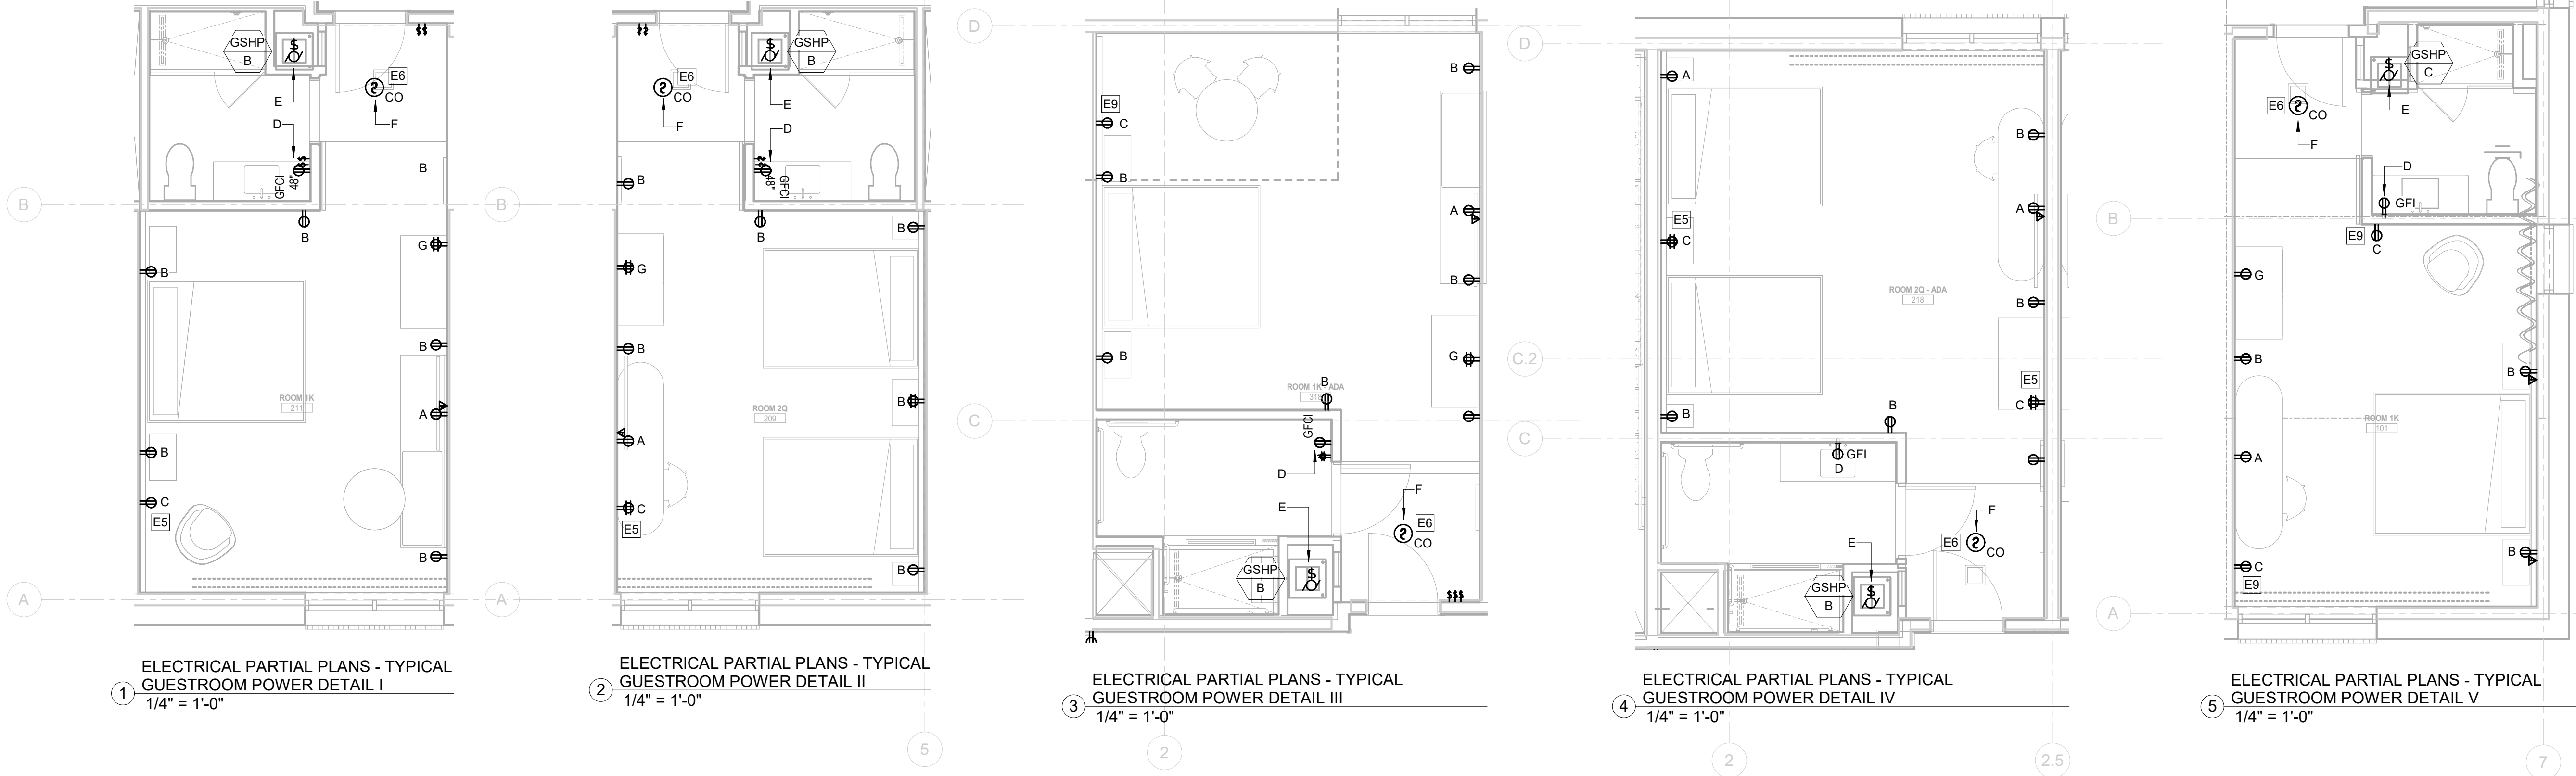 GSHP
B
E6
CO
E
F
D
B
GFCI
48"
B
B
B
G
B
A
ROOM 1K
211
B
C
E5
B
B
A
1
ELECTRICAL PARTIAL PLANS - TYPICAL
GUESTROOM POWER DETAIL I
1/4" = 1'-0"
GSHP
B
E6
CO
E
F
D
48"
GFCI
B
B
B
B
G
B
B
ROOM 2Q
209
A
C
E5
B
A
5
2
ELECTRICAL PARTIAL PLANS - TYPICAL
GUESTROOM POWER DETAIL II
1/4" = 1'-0"
D
B
E9
C
B
A
B
B
G
B
ROOM 1K - ADA
C
GFCI
D
F
E
E6
CO
GSHP
B
3
ELECTRICAL PARTIAL PLANS - TYPICAL
GUESTROOM POWER DETAIL III
1/4" = 1'-0"
2
D
A
B
A
E5
C
ROOM 2Q - ADA
218
B
C.2
E5
C
B
B
C
GFI
D
F
E
E6
CO
GSHP
B
4
ELECTRICAL PARTIAL PLANS - TYPICAL
GUESTROOM POWER DETAIL IV
1/4" = 1'-0"
2
2.5
GSHP
C
E6
CO
E
F
D
GFI
B
E9
C
G
B
B
ROOM 1K
101
A
B
C
E9
A
5
ELECTRICAL PARTIAL PLANS - TYPICAL
GUESTROOM POWER DETAIL V
1/4" = 1'-0"
7